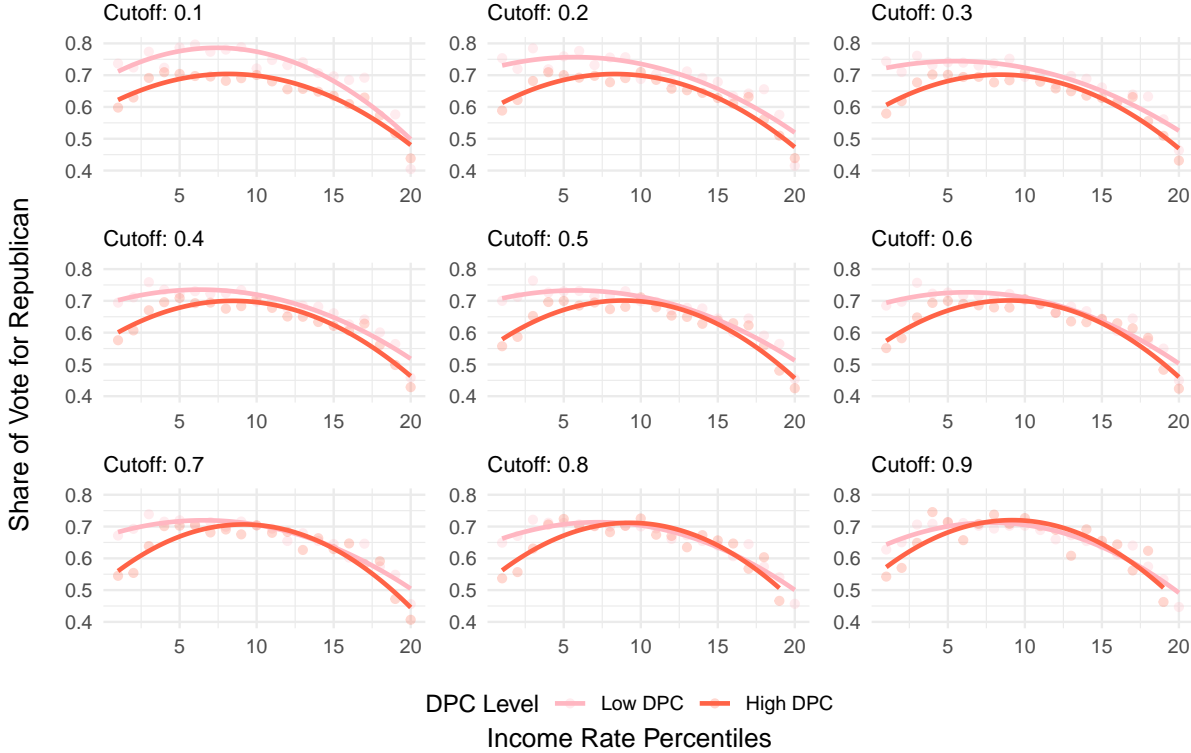 Cutoff: 0.1 Cutoff: 0.2 Cutoff: 0.3
0.8 0.8 0.8
0.7 0.7 0.7
0.6 0.6 0.6
0.5 0.5 0.5
0.4 0.4 0.4
5 10 15 20 5 10 15 20 5 10 15 20
Share of Vote for Republican
Cutoff: 0.4 Cutoff: 0.5 Cutoff: 0.6
0.8 0.8 0.8
0.7 0.7 0.7
0.6 0.6 0.6
0.5 0.5 0.5
0.4 0.4 0.4
5 10 15 20 5 10 15 20 5 10 15 20
Cutoff: 0.7 Cutoff: 0.8 Cutoff: 0.9
0.8 0.8 0.8
0.7 0.7 0.7
0.6 0.6 0.6
0.5 0.5 0.5
0.4 0.4 0.4
5 10 15 20 5 10 15 20 5 10 15 20
DPC Level Low DPC High DPC
Income Rate Percentiles